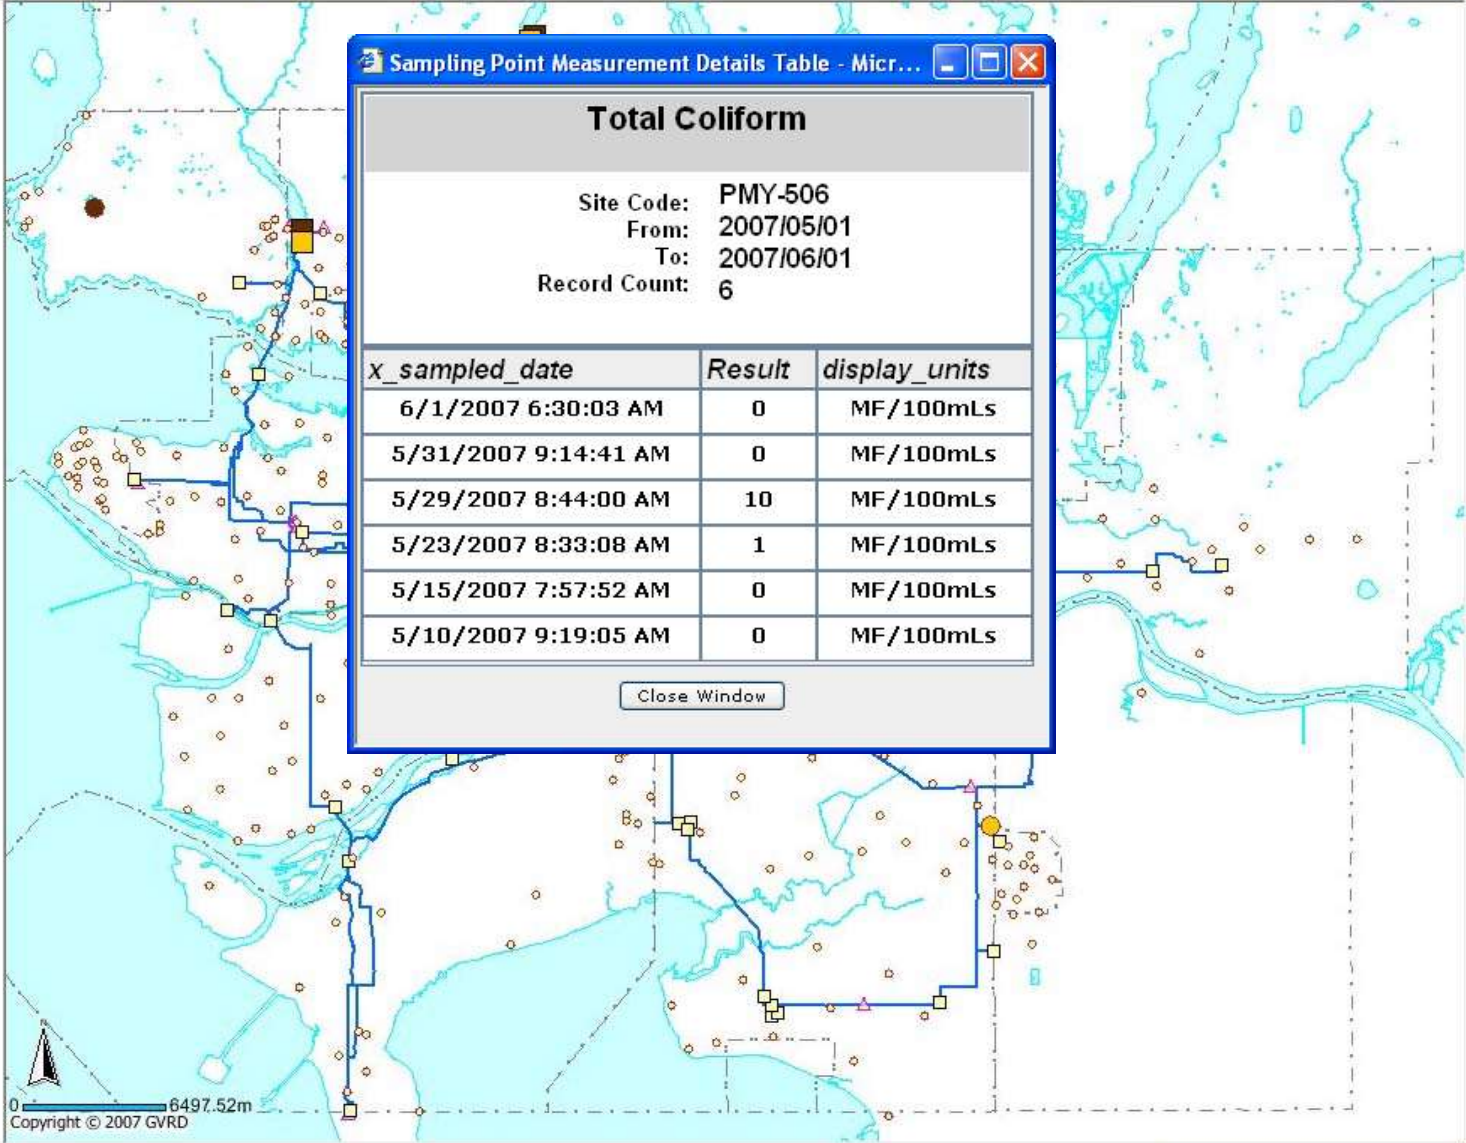 Sampling Point Measurement Details Table - Micr...
Total Coliform
Site Code: PMY-506
From: 2007/05/01
To: 2007/06/01
Record Count: 6
x_sampled_date Result display_units
6/1/2007 6:30:03 AM 0 MF/100mLs
5/31/2007 9:14:41 AM 0 MF/100mLs
5/29/2007 8:44:00 AM 10 MF/100mLs
5/23/2007 8:33:08 AM 1 MF/100mLs
5/15/2007 7:57:52 AM 0 MF/100mLs
5/10/2007 9:19:05 AM 0 MF/100mLs
Close Window
N
0 6497.52m
Copyright © 2007 GVRD